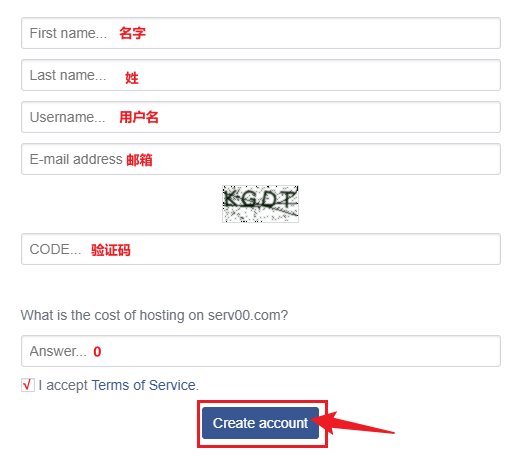 First name... 名字
Last name... 姓
Username... 用户名
E-mail address 邮箱
KGDT
CODE... 验证码
What is the cost of hosting on serv00.com?
Answer... 0
√ I accept Terms of Service.
Create account